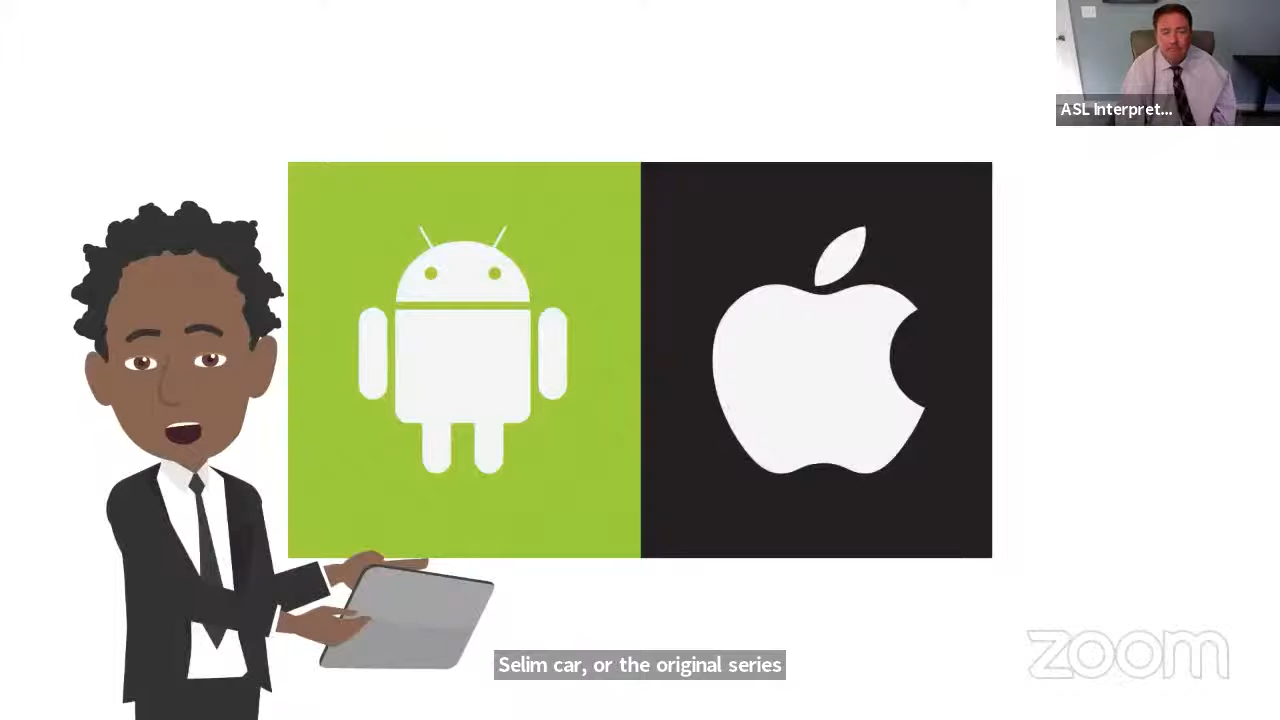 ASL Interpret...
Selim car, or the original series
zoom